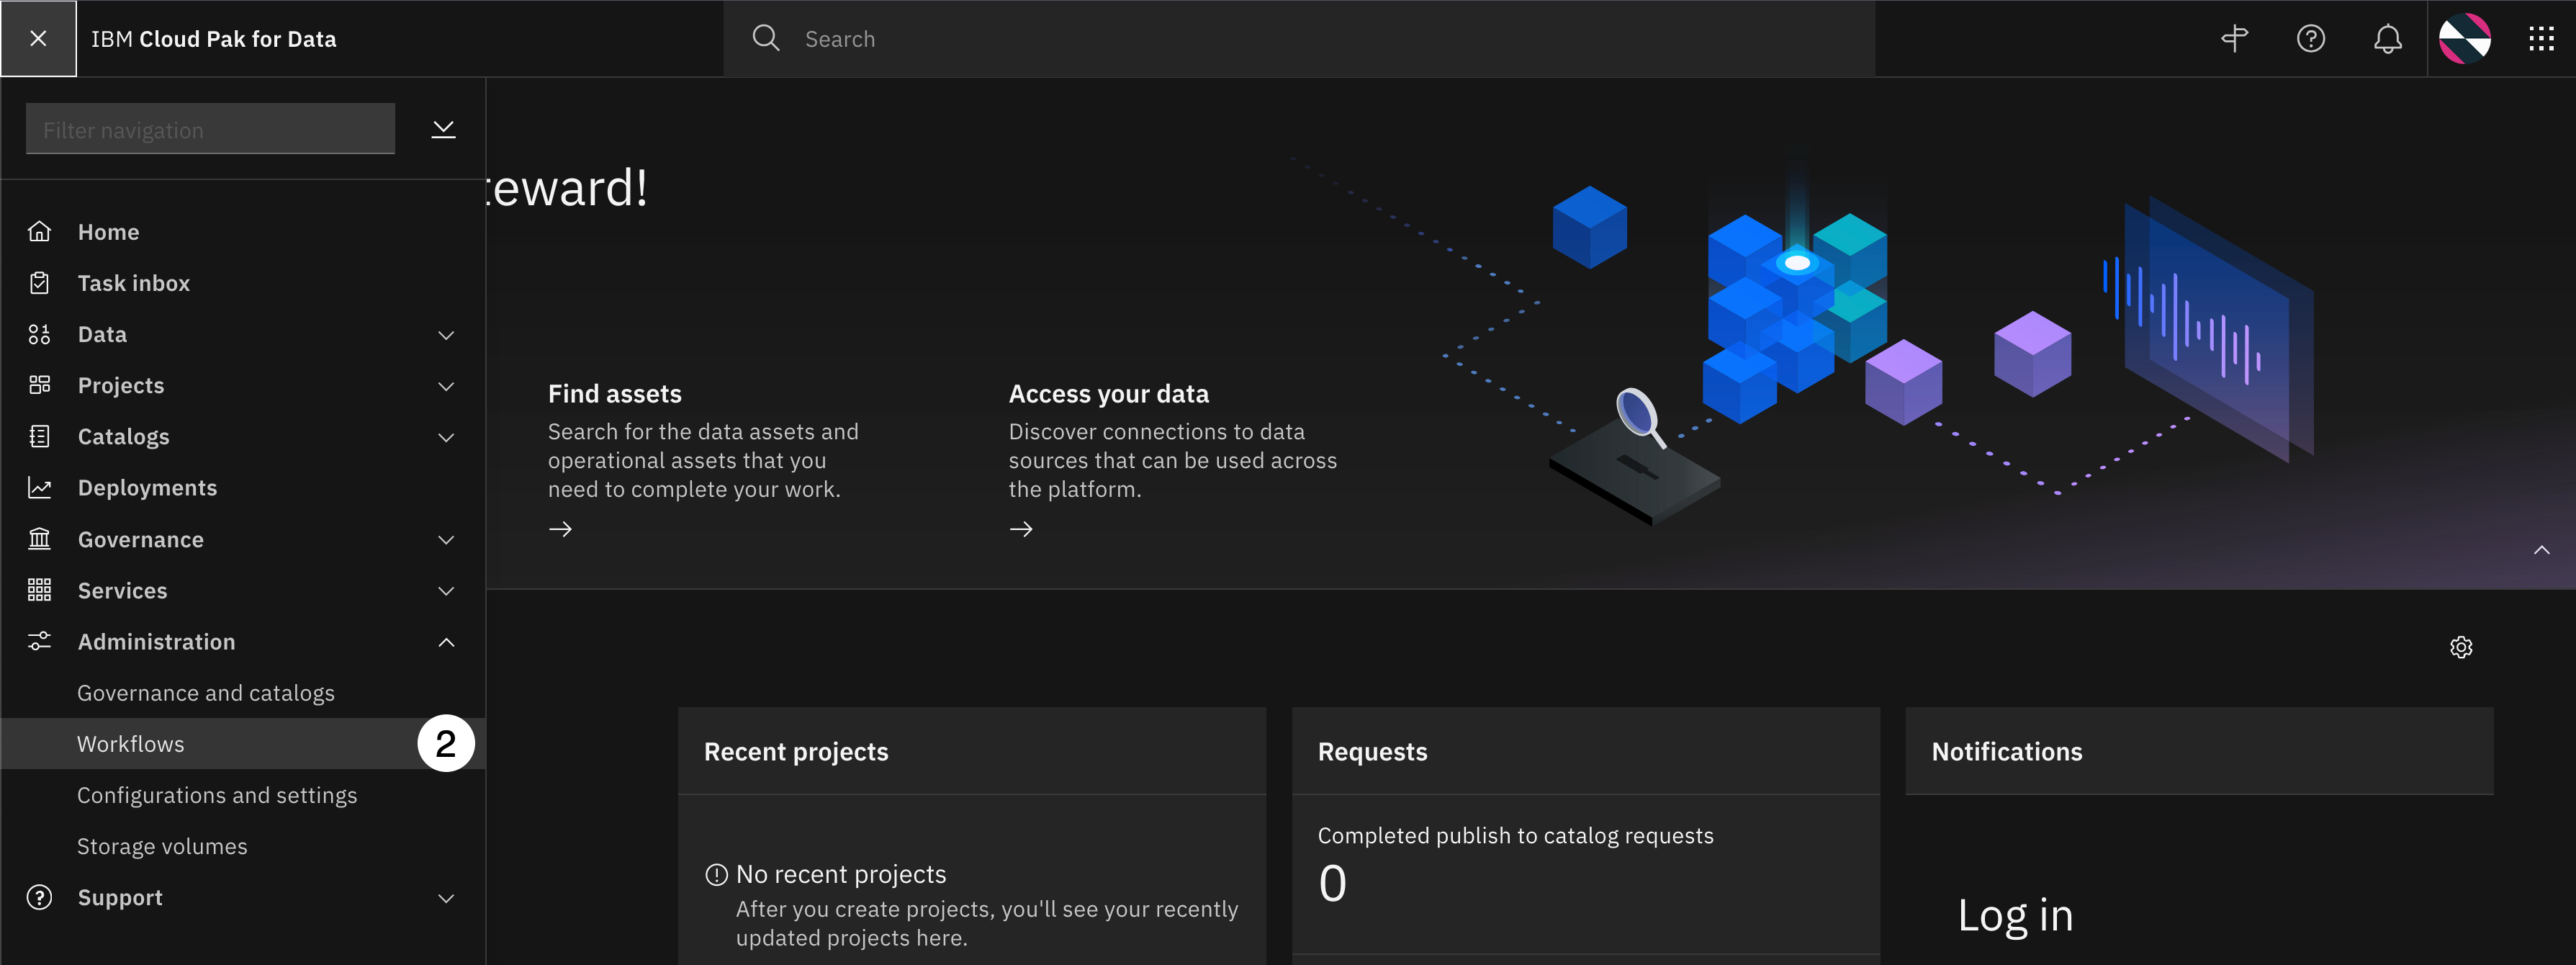 IBM Cloud Pak for Data
Search
Filter navigation
Home
Task inbox
Data
Projects
Catalogs
Deployments
Governance
Services
Administration
Governance and catalogs
Workflows
2
Configurations and settings
Storage volumes
Support
eward!
Find assets
Search for the data assets and
operational assets that you
need to complete your work.
Access your data
Discover connections to data
sources that can be used across
the platform.
Recent projects
No recent projects
After you create projects, you'll see your recently
updated projects here.
Requests
Completed publish to catalog requests
0
Notifications
Log in